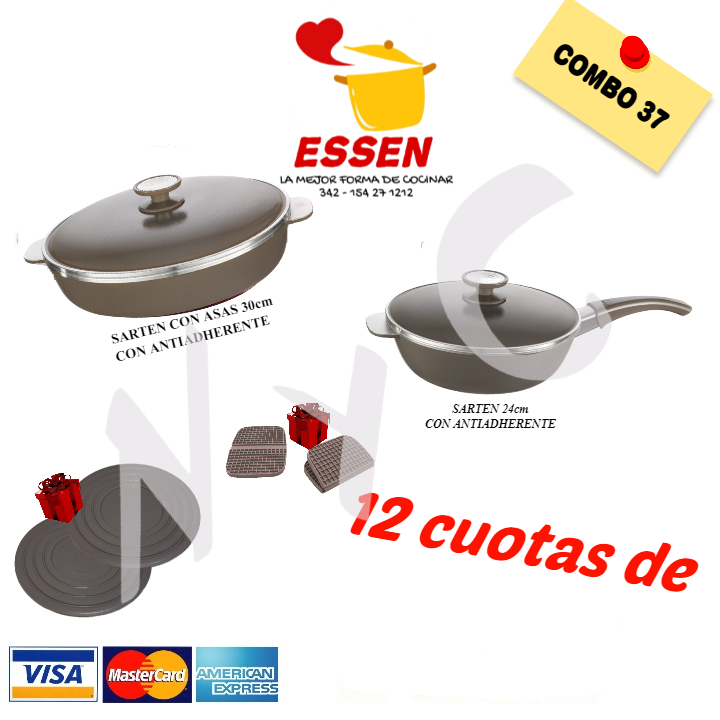 COMBO 37
ESSEN
LA MEJOR FORMA DE COCINAR
342 - 154 27 1212
SARTEN CON ASAS 30cm
CON ANTIADHERENTE
SARTEN 24cm
CON ANTIADHERENTE
12 cuotas de
VISA
MasterCard
AMERICAN
EXPRESS
NyC